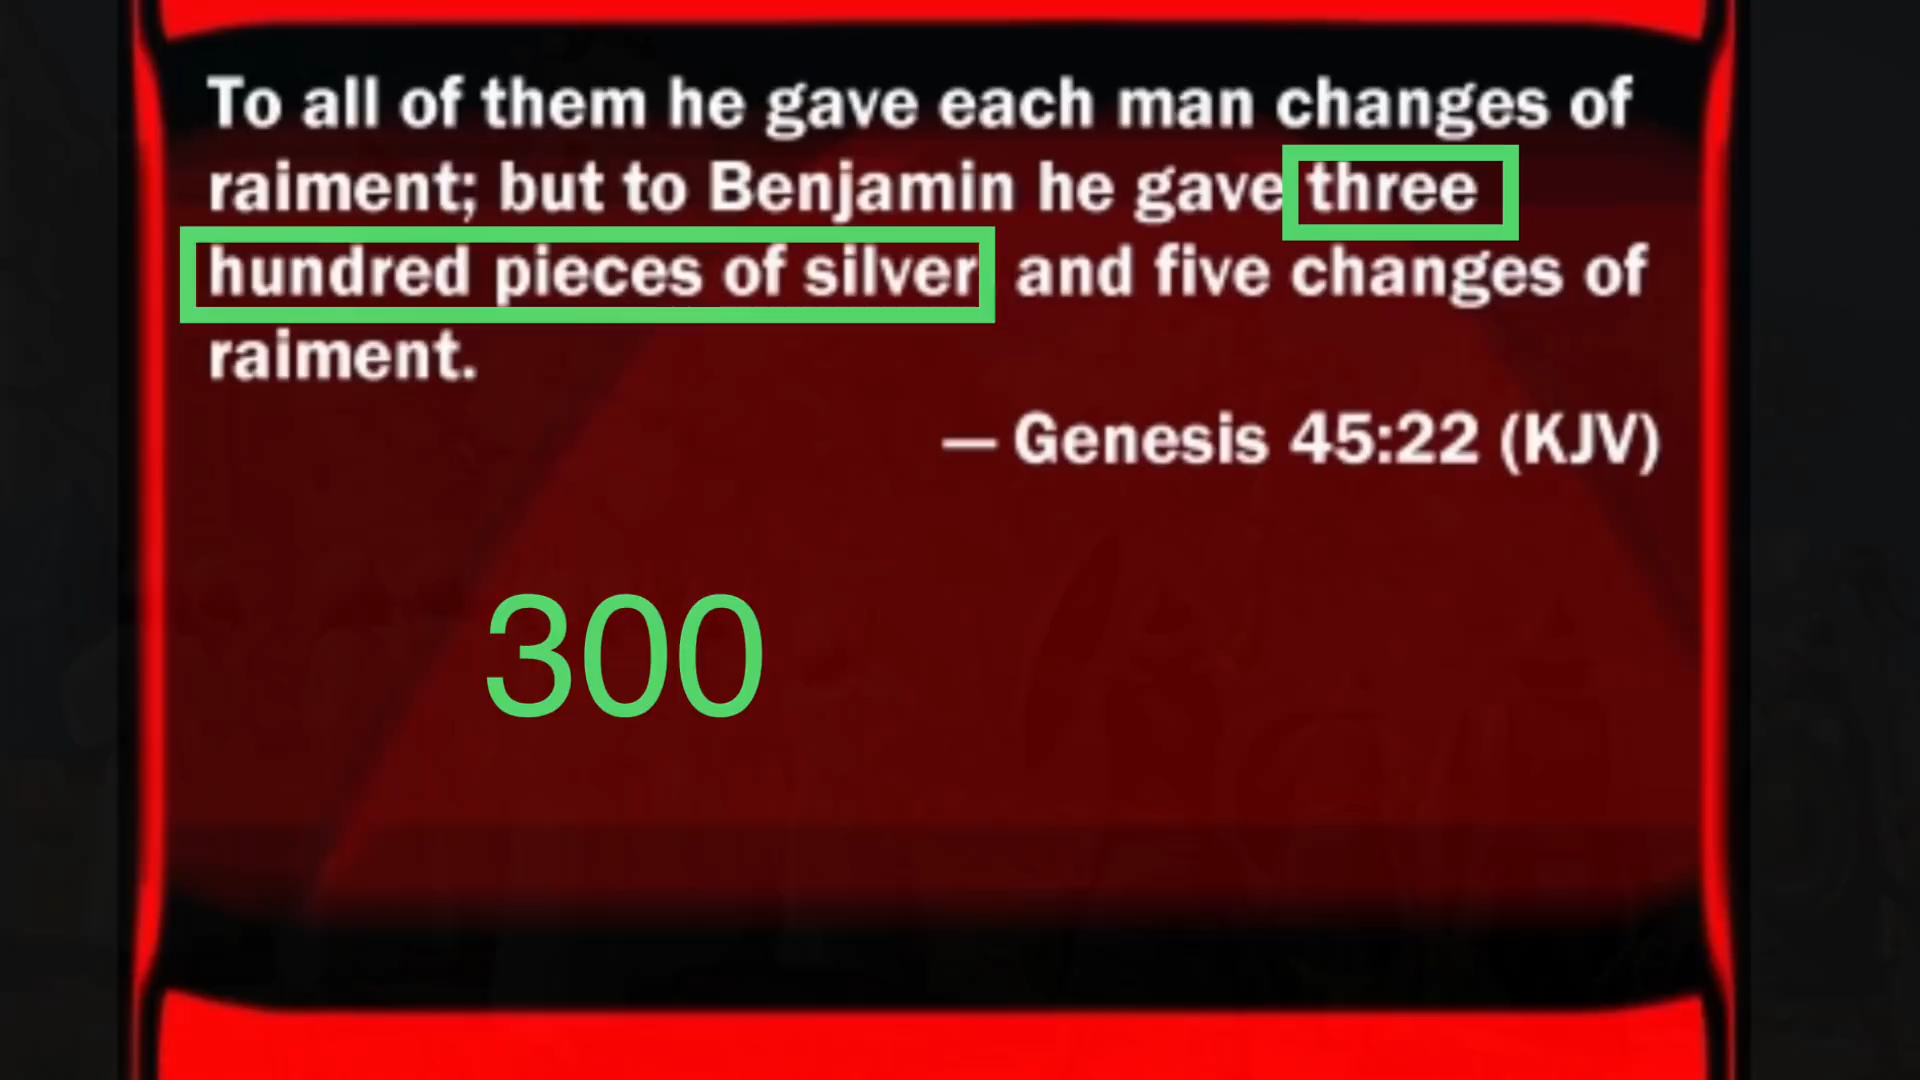 To all of them he gave each man changes of
raiment; but to Benjamin he gave three
hundred pieces of silver and five changes of
raiment.
— Genesis 45:22 (KJV)
300